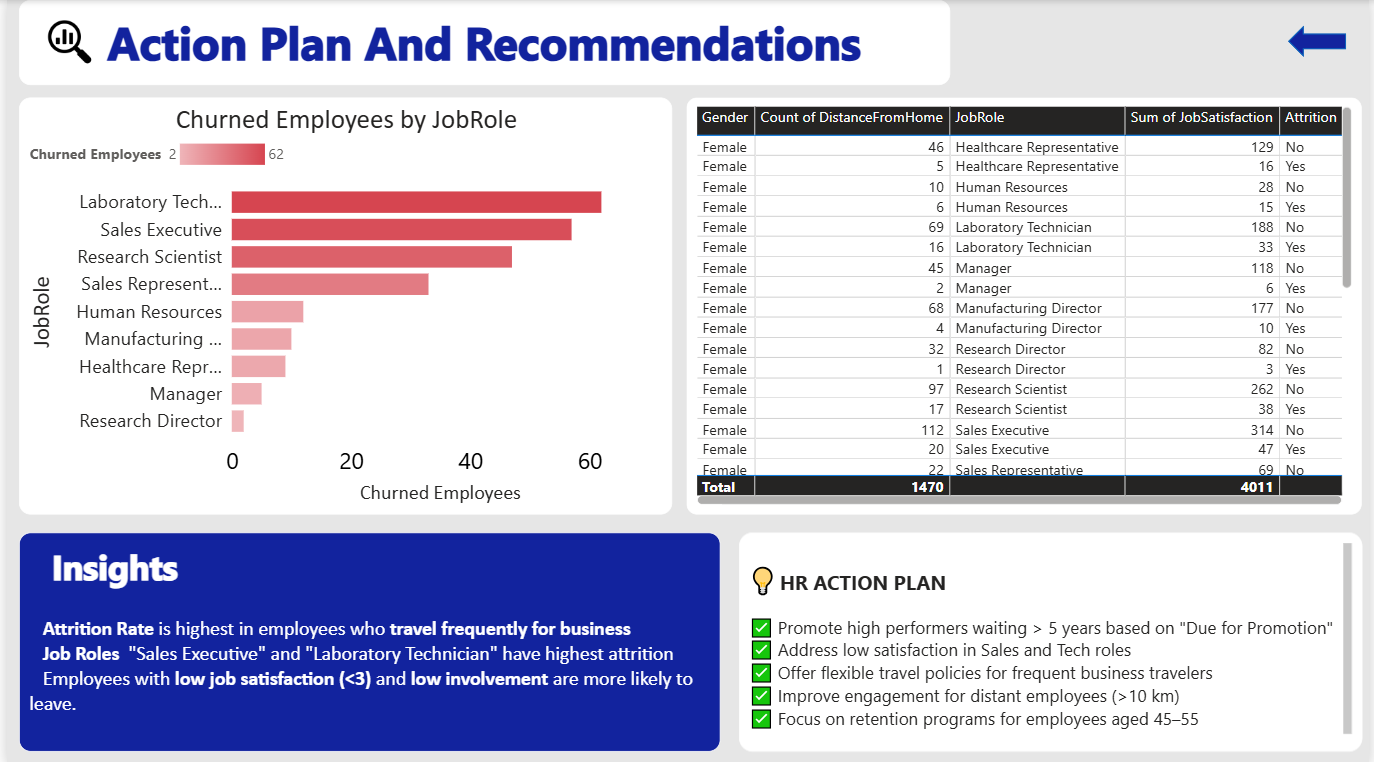 Action Plan And Recommendations
Churned Employees by JobRole
Churned Employees 2 62
JobRole
Laboratory Tech...
Sales Executive
Research Scientist
Sales Represent...
Human Resources
Manufacturing ...
Healthcare Repr...
Manager
Research Director
0 20 40 60
Churned Employees
Gender Count of DistanceFromHome JobRole Sum of JobSatisfaction Attrition
Female 46 Healthcare Representative 129 No
Female 5 Healthcare Representative 16 Yes
Female 10 Human Resources 28 No
Female 6 Human Resources 15 Yes
Female 69 Laboratory Technician 188 No
Female 16 Laboratory Technician 33 Yes
Female 45 Manager 118 No
Female 2 Manager 6 Yes
Female 68 Manufacturing Director 177 No
Female 4 Manufacturing Director 10 Yes
Female 32 Research Director 82 No
Female 1 Research Director 3 Yes
Female 97 Research Scientist 262 No
Female 17 Research Scientist 38 Yes
Female 112 Sales Executive 314 No
Female 20 Sales Executive 47 Yes
Female 22 Sales Representative 69 No
Total 1470 4011
Insights
Attrition Rate is highest in employees who travel frequently for business
Job Roles "Sales Executive" and "Laboratory Technician" have highest attrition
Employees with low job satisfaction (<3) and low involvement are more likely to
leave.
HR ACTION PLAN
Promote high performers waiting > 5 years based on "Due for Promotion"
Address low satisfaction in Sales and Tech roles
Offer flexible travel policies for frequent business travelers
Improve engagement for distant employees (>10 km)
Focus on retention programs for employees aged 45–55